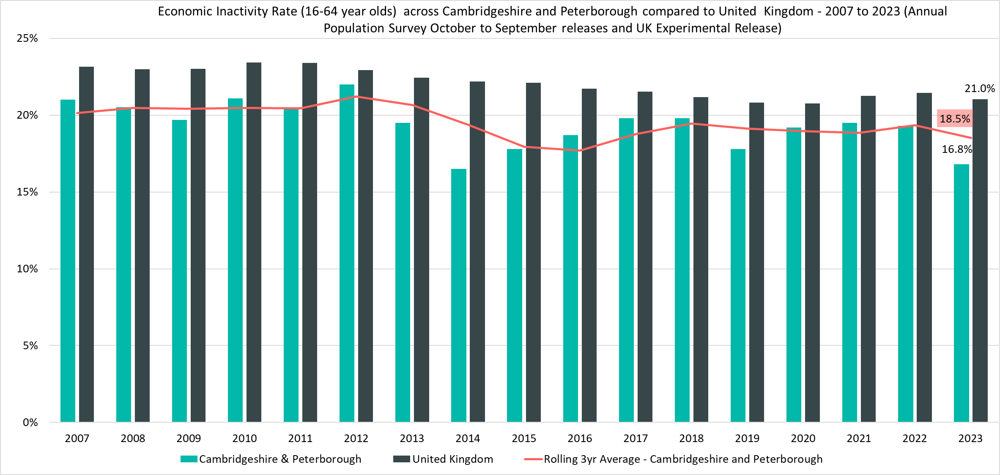 Economic Inactivity Rate (16-64 year olds)  across Cambridgeshire and Peterborough compared to United  Kingdom - 2007 to 2023 (Annual
Population Survey October to September releases and UK Experimental Release)
25%
20%
15%
10%
5%
0%
21.0%
18.5%
16.8%
2007 2008 2009 2010 2011 2012 2013 2014 2015 2016 2017 2018 2019 2020 2021 2022 2023
Cambridgeshire & Peterborough United Kingdom Rolling 3yr Average - Cambridgeshire and Peterborough